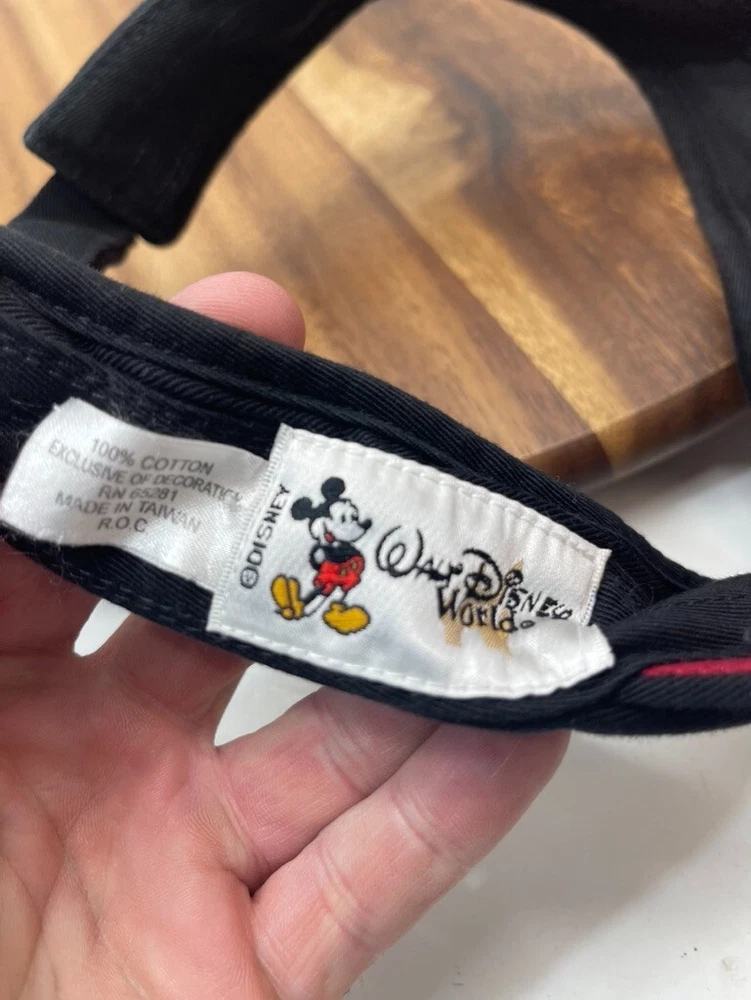 100% COTTON
EXCLUSIVE OF DECORATION
RN 65281
MADE IN TAIWAN
R.O.C
©DISNEY
WALT DISNEY
World®